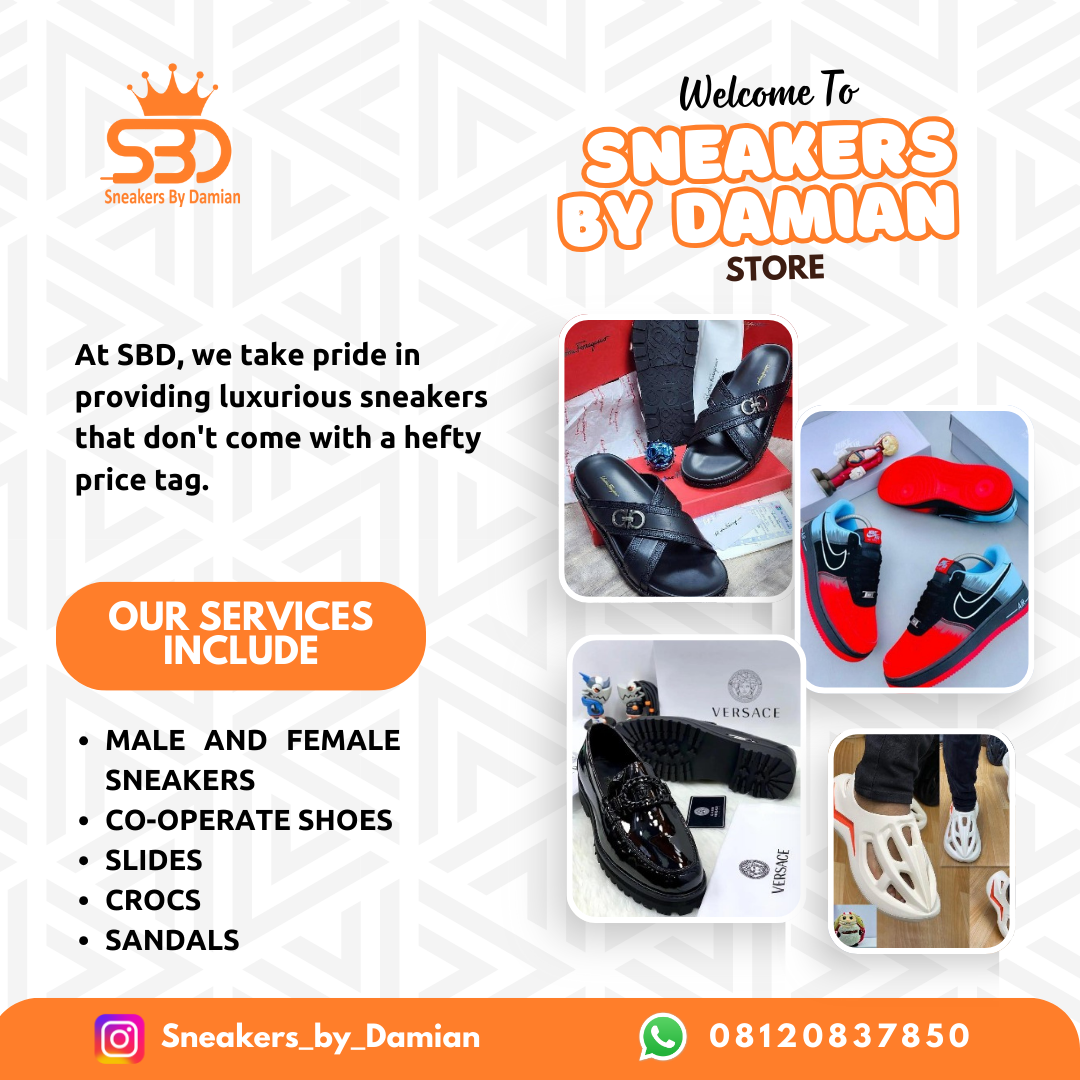 SBD
Sneakers By Damian
Welcome To
SNEAKERS
BY DAMIAN
STORE
At SBD, we take pride in
providing luxurious sneakers
that don't come with a hefty
price tag.
OUR SERVICES
INCLUDE
• MALE AND FEMALE
SNEAKERS
• CO-OPERATE SHOES
• SLIDES
• CROCS
• SANDALS
VERSACE
VERSACE
Sneakers_by_Damian
08120837850